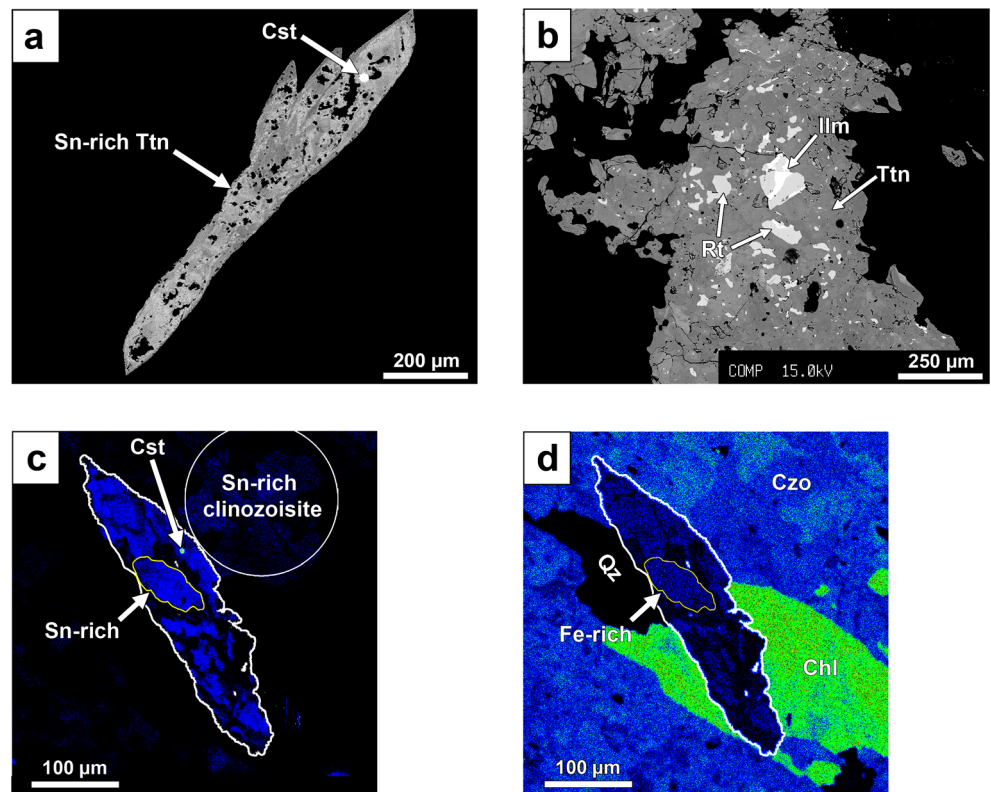 a
Cst
Sn-rich Ttn
200 µm
b
Ilm
Ttn
Rt
COMP 15.0kV
250 µm
c
Cst
Sn-rich
clinozoisite
Sn-rich
100 µm
d
Czo
Qz
Fe-rich
Chl
100 µm